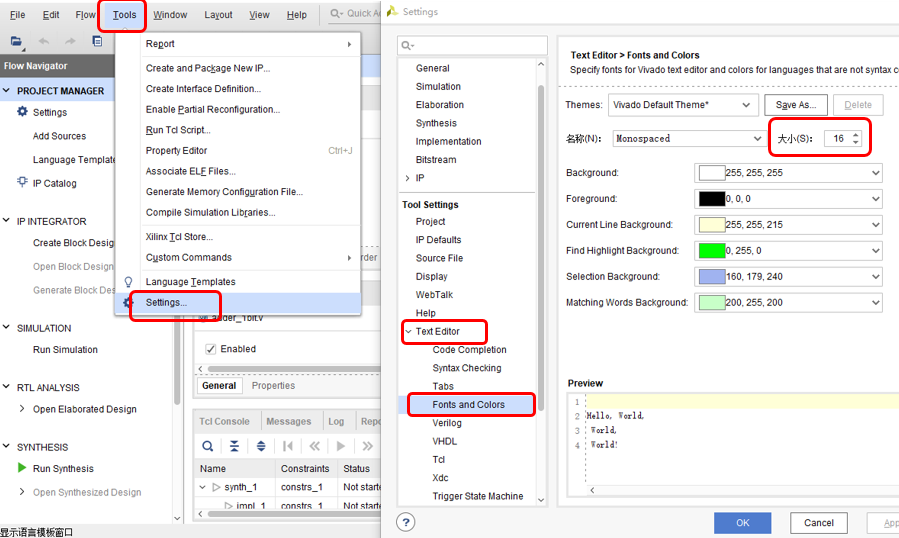 File Edit Flow Tools Window Layout View Help Quick A
Flow Navigator
PROJECT MANAGER
Settings
Add Sources
Language Template
IP Catalog
IP INTEGRATOR
Create Block Design
Open Block Design
Generate Block Des
SIMULATION
Run Simulation
RTL ANALYSIS
Open Elaborated Design
SYNTHESIS
Run Synthesis
Open Synthesized Design
显示语言模板窗口
Report
Create and Package New IP...
Create Interface Definition...
Enable Partial Reconfiguration...
Run Tcl Script...
Property Editor Ctrl+J
Associate ELF Files...
Generate Memory Configuration File...
Compile Simulation Libraries...
Xilinx Tcl Store...
Custom Commands
Language Templates
Settings...
adder_1bit.v
Enabled
General Properties
Tcl Console Messages Log Repo
Name Constraints Status
synth_1 constrs_1 Not starte
impl_1 constrs_1 Not starte
Settings
General
Simulation
Elaboration
Synthesis
Implementation
Bitstream
IP
Tool Settings
Project
IP Defaults
Source File
Display
WebTalk
Help
Text Editor
Code Completion
Syntax Checking
Tabs
Fonts and Colors
Verilog
VHDL
Tcl
Xdc
Trigger State Machine
?
Text Editor > Fonts and Colors
Specify fonts for Vivado text editor and colors for languages that are not syntax c
Themes: Vivado Default Theme* Save As... Delete
名称(N): Monospaced 大小(S): 16
Background: 255, 255, 255
Foreground: 0, 0, 0
Current Line Background: 255, 255, 215
Find Highlight Background: 0, 255, 0
Selection Background: 160, 179, 240
Matching Words Background: 200, 255, 200
Preview
1
2 Hello, World,
3 World,
4 World!
OK Cancel App